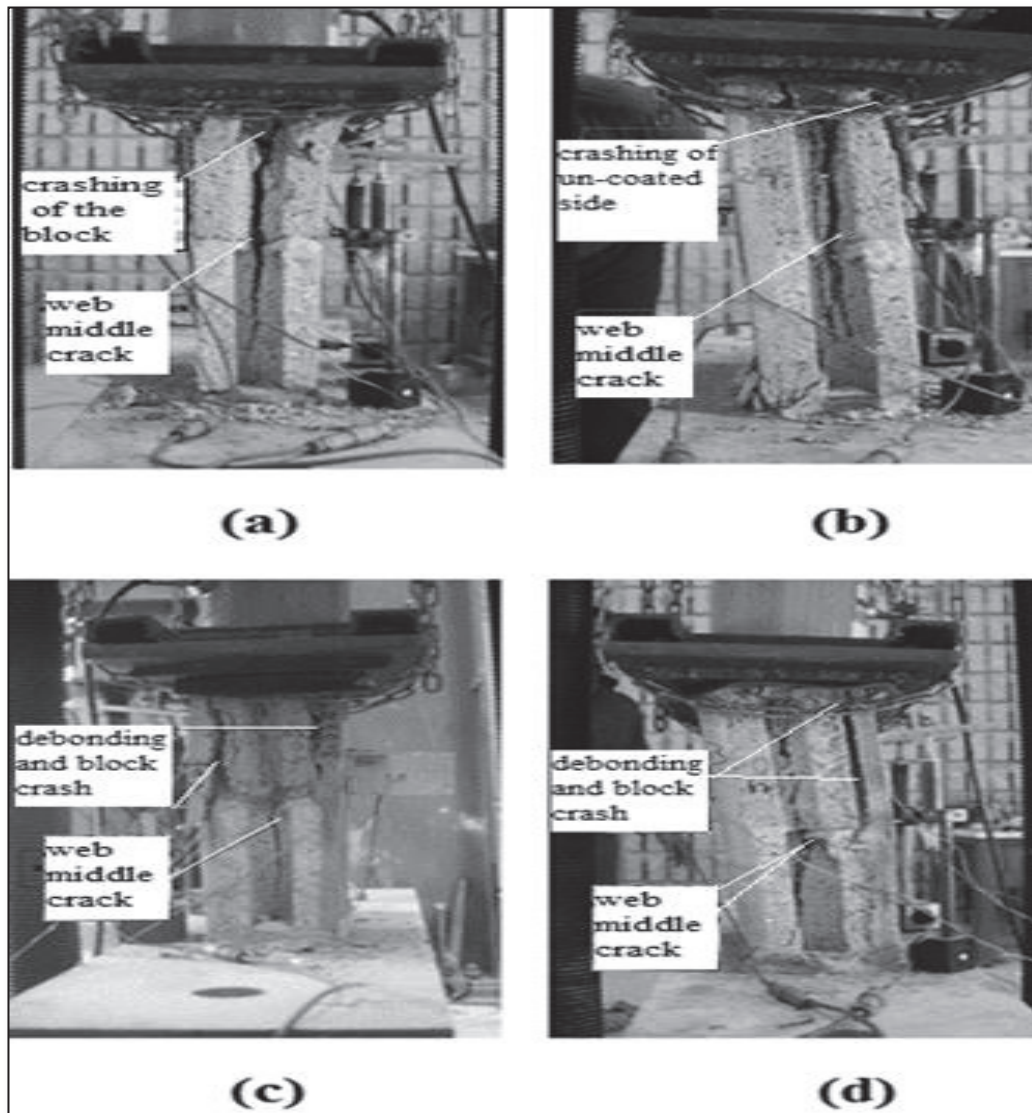 crashing
of the
block
web
middle
crack
(a)
crashing of
un-coated
side
web
middle
crack
(b)
debonding
and block
crash
web
middle
crack
(c)
debonding
and block
crash
web
middle
crack
(d)